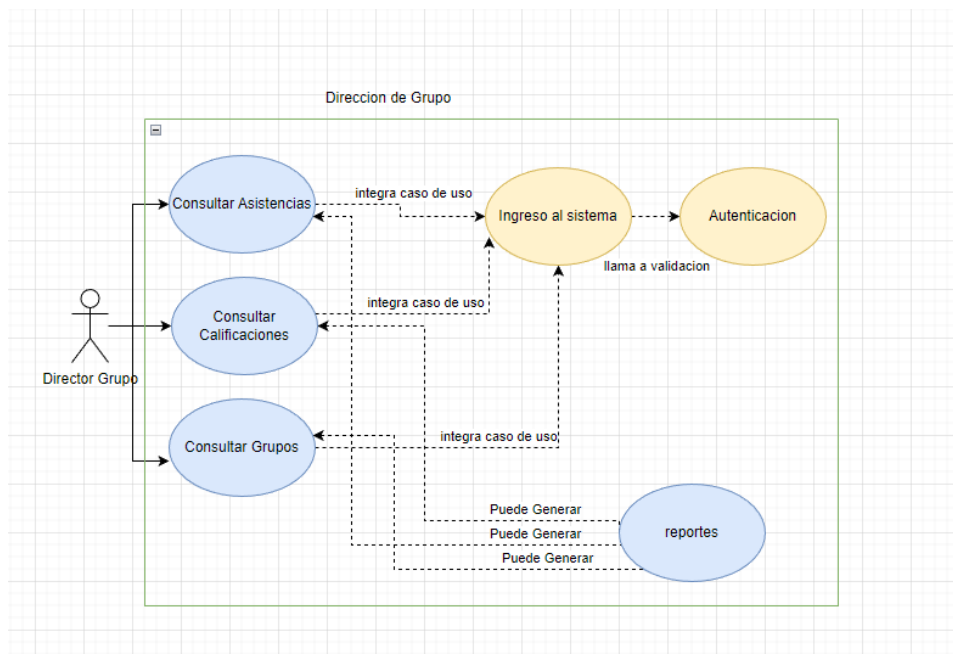 Direccion de Grupo
Consultar Asistencias
integra caso de uso
Ingreso al sistema
Autenticacion
llama a validacion
Consultar
Calificaciones
integra caso de uso
Director Grupo
Consultar Grupos
integra caso de uso
Puede Generar
Puede Generar
Puede Generar
reportes